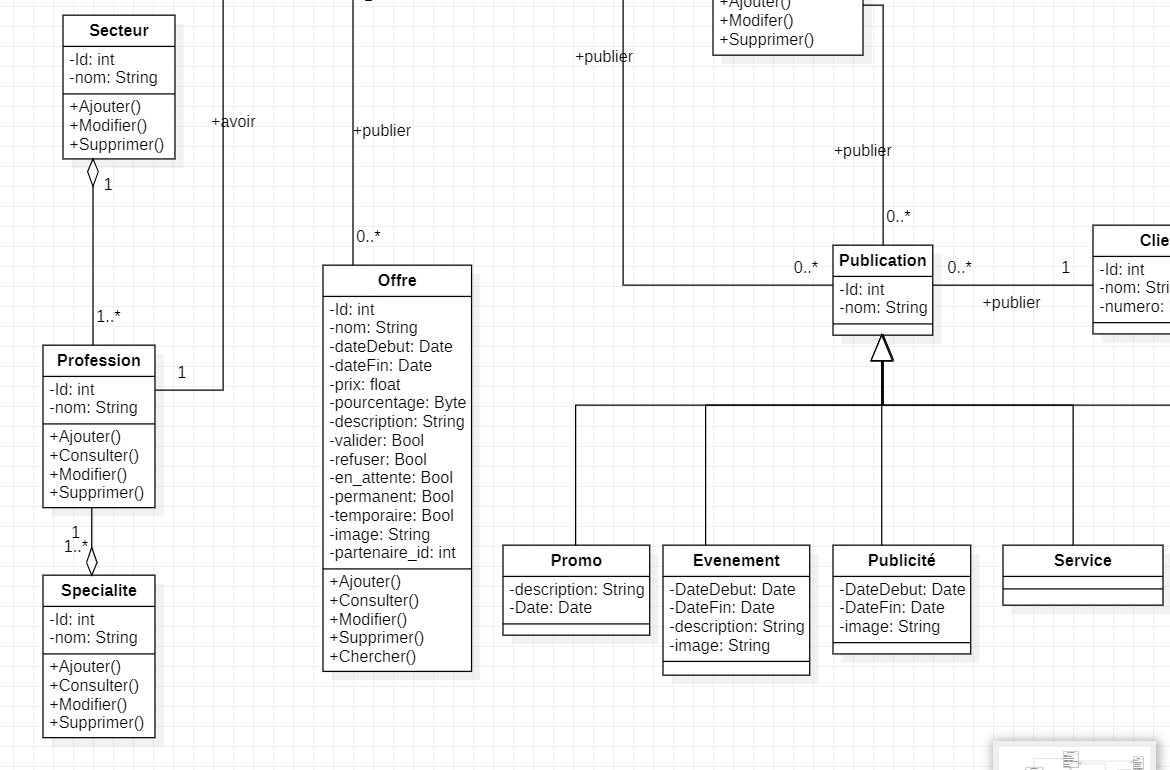 Secteur
-Id: int
-nom: String
+Ajouter()
+Modifier()
+Supprimer()
1
1..*
+avoir
1
Profession
-Id: int
-nom: String
+Ajouter()
+Consulter()
+Modifier()
+Supprimer()
1
1..*
Specialite
-Id: int
-nom: String
+Ajouter()
+Consulter()
+Modifier()
+Supprimer()
+publier
0..*
Offre
-Id: int
-nom: String
-dateDebut: Date
-dateFin: Date
-prix: float
-pourcentage: Byte
-description: String
-valider: Bool
-refuser: Bool
-en_attente: Bool
-permanent: Bool
-temporaire: Bool
-image: String
-partenaire_id: int
+Ajouter()
+Consulter()
+Modifier()
+Supprimer()
+Chercher()
+Ajouter()
+Modifer()
+Supprimer()
+publier
+publier
0..*
0..*
Publication
-Id: int
-nom: String
0..*
1
+publier
Clie
-Id: int
-nom: Stri
-numero:
Promo
-description: String
-Date: Date
Evenement
-DateDebut: Date
-DateFin: Date
-description: String
-image: String
Publicité
-DateDebut: Date
-DateFin: Date
-image: String
Service